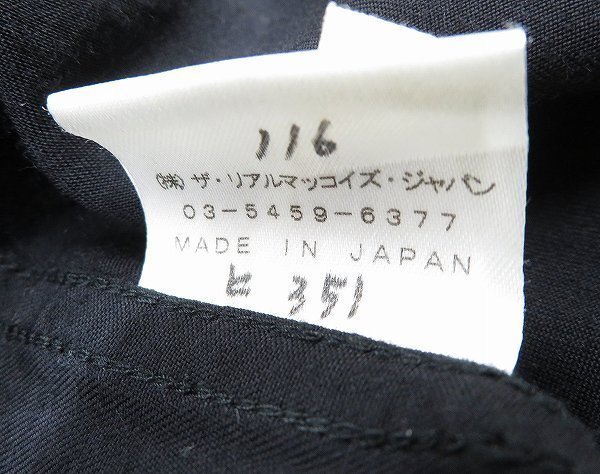 116
㈱ ザ・リアルマッコイズ・ジャパン
03-5459-6377
MADE IN JAPAN
ヒ 351